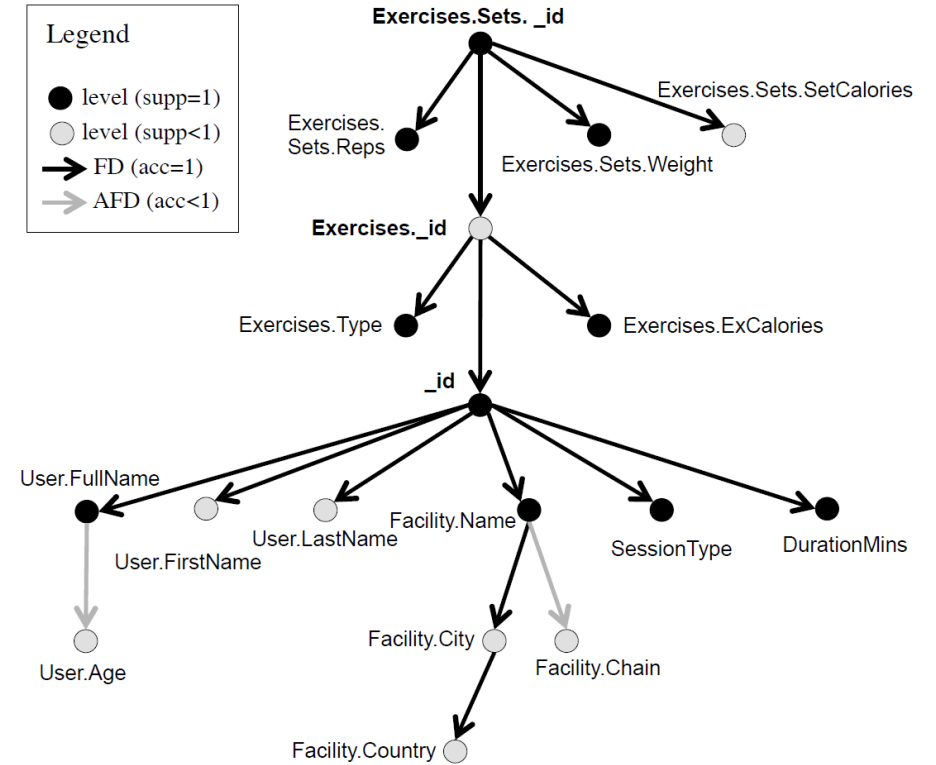 Legend
level (supp=1)
level (supp<1)
FD (acc=1)
AFD (acc<1)
Exercises.Sets. _id
Exercises.
Sets.Reps
Exercises.Sets.Weight
Exercises.Sets.SetCalories
Exercises._id
Exercises.Type
Exercises.ExCalories
_id
User.FullName
User.FirstName
User.LastName
Facility.Name
SessionType
DurationMins
User.Age
Facility.City
Facility.Chain
Facility.Country